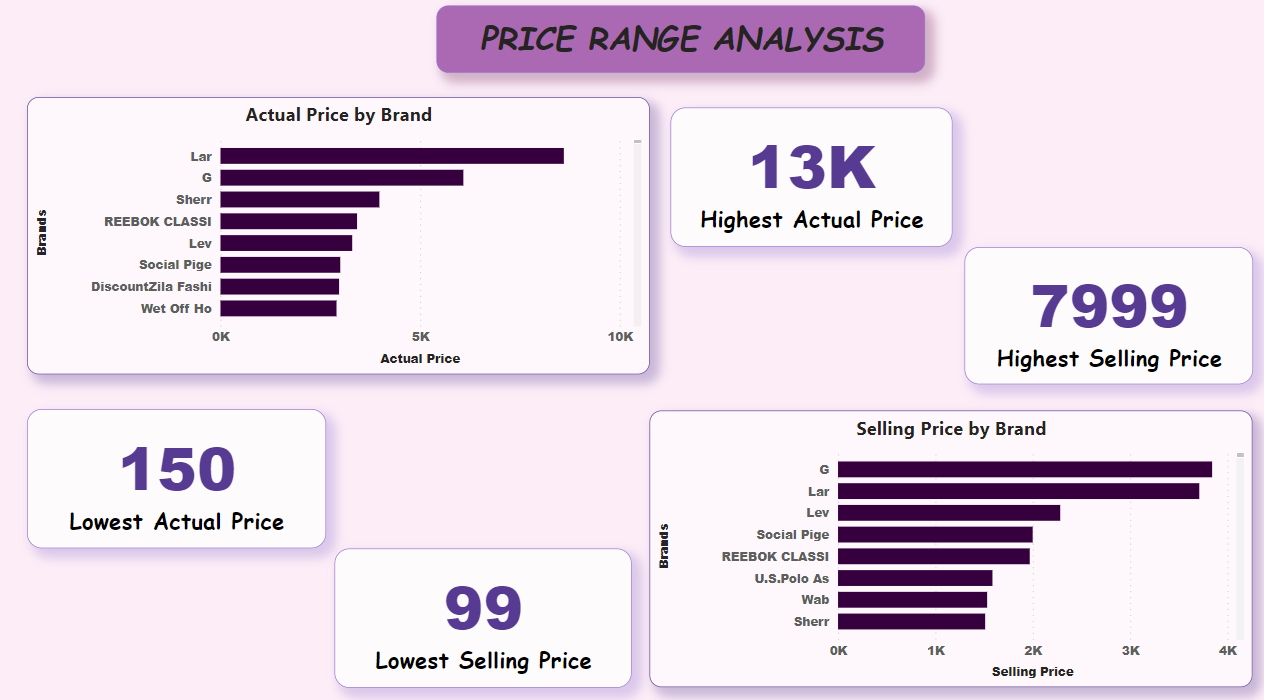 PRICE RANGE ANALYSIS
Actual Price by Brand
Brands
Lar
G
Sherr
REEBOK CLASSI
Lev
Social Pige
DiscountZila Fashi
Wet Off Ho
0K 5K 10K
Actual Price
13K
Highest Actual Price
7999
Highest Selling Price
150
Lowest Actual Price
99
Lowest Selling Price
Selling Price by Brand
Brands
G
Lar
Lev
Social Pige
REEBOK CLASSI
U.S.Polo As
Wab
Sherr
0K 1K 2K 3K 4K
Selling Price